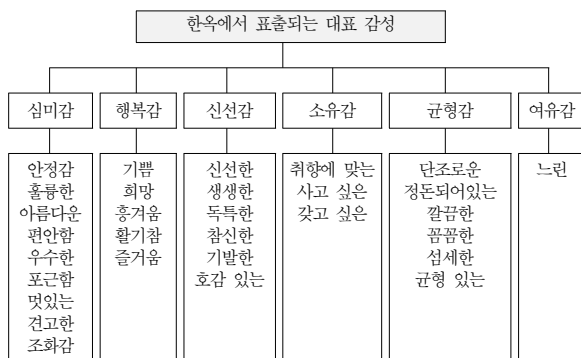 한옥에서 표출되는 대표 감성
심미감
행복감
신선감
소유감
균형감
여유감
안정감
훌륭한
아름다운
편안함
우수한
포근함
멋있는
견고한
조화감
기쁨
희망
흥겨움
활기참
즐거움
신선한
생생한
독특한
참신한
기발한
호감 있는
취향에 맞는
사고 싶은
갖고 싶은
단조로운
정돈되어있는
깔끔한
꼼꼼한
섬세한
균형 있는
느린